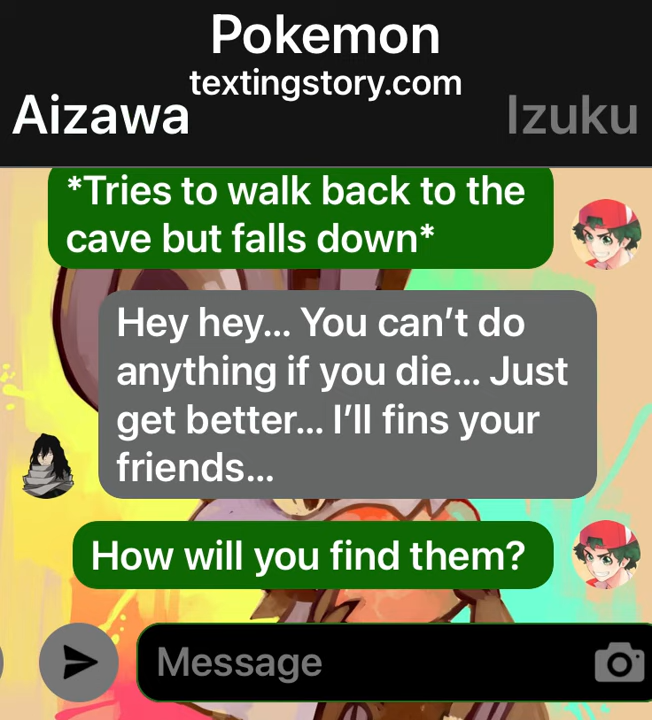 Pokemon
textingstory.com
Aizawa
Izuku
*Tries to walk back to the
cave but falls down*
Hey hey... You can't do
anything if you die... Just
get better... I'll fins your
friends...
How will you find them?
Message